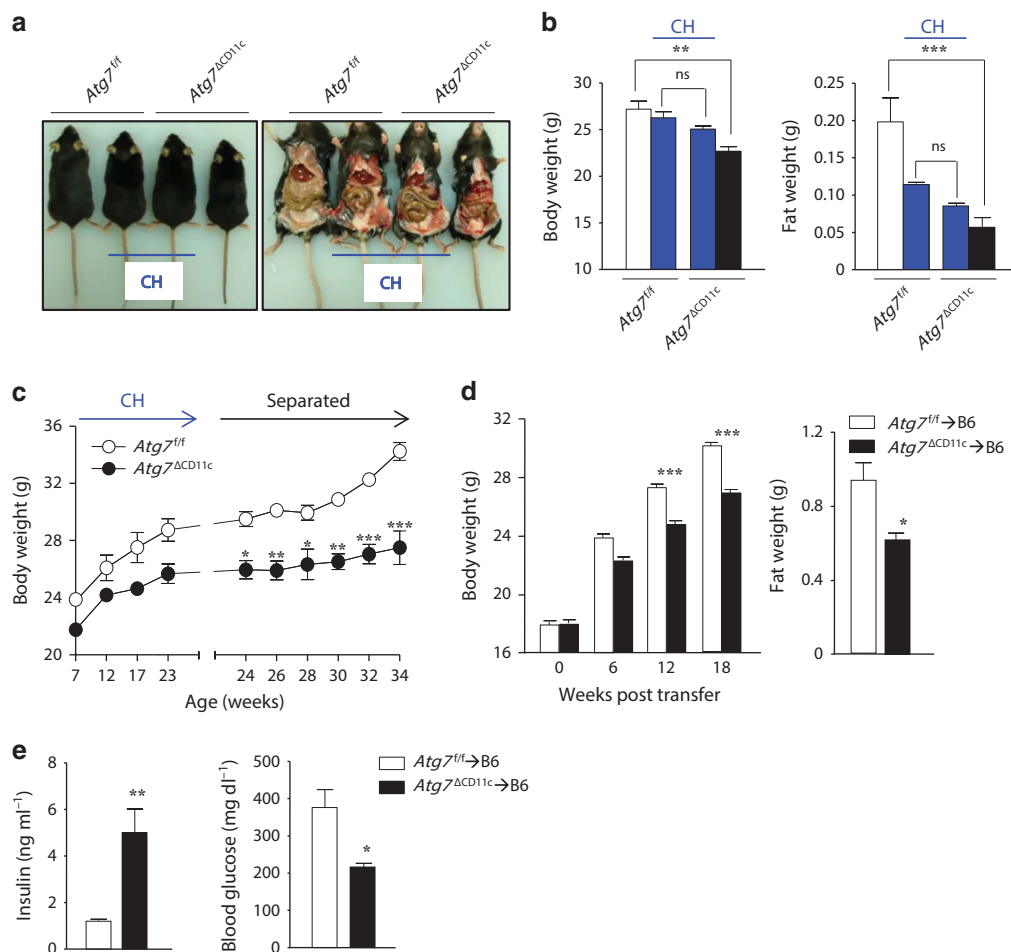 a
Atg7f/f
Atg7ΔCD11c
Atg7f/f
Atg7ΔCD11c
CH
CH
b
CH
**
ns
Body weight (g)
30
25
20
15
10
Atg7f/f
Atg7ΔCD11c
CH
***
ns
Fat weight (g)
0.25
0.20
0.15
0.10
0.05
0
Atg7f/f
Atg7ΔCD11c
c
CH
Separated
Atg7f/f
Atg7ΔCD11c
Body weight (g)
36
32
28
24
20
* ** * ** *** ***
7 12 17 23 24 26 28 30 32 34
Age (weeks)
d
Body weight (g)
32
28
24
20
16
*** ***
0 6 12 18
Weeks post transfer
Atg7f/f→B6
Atg7ΔCD11c→B6
Fat weight (g)
1.2
0.8
0.4
0
*
e
Insulin (ng ml−1)
8
6
4
2
0
**
Blood glucose (mg dl−1)
500
400
300
200
100
0
*
Atg7f/f→B6
Atg7ΔCD11c→B6